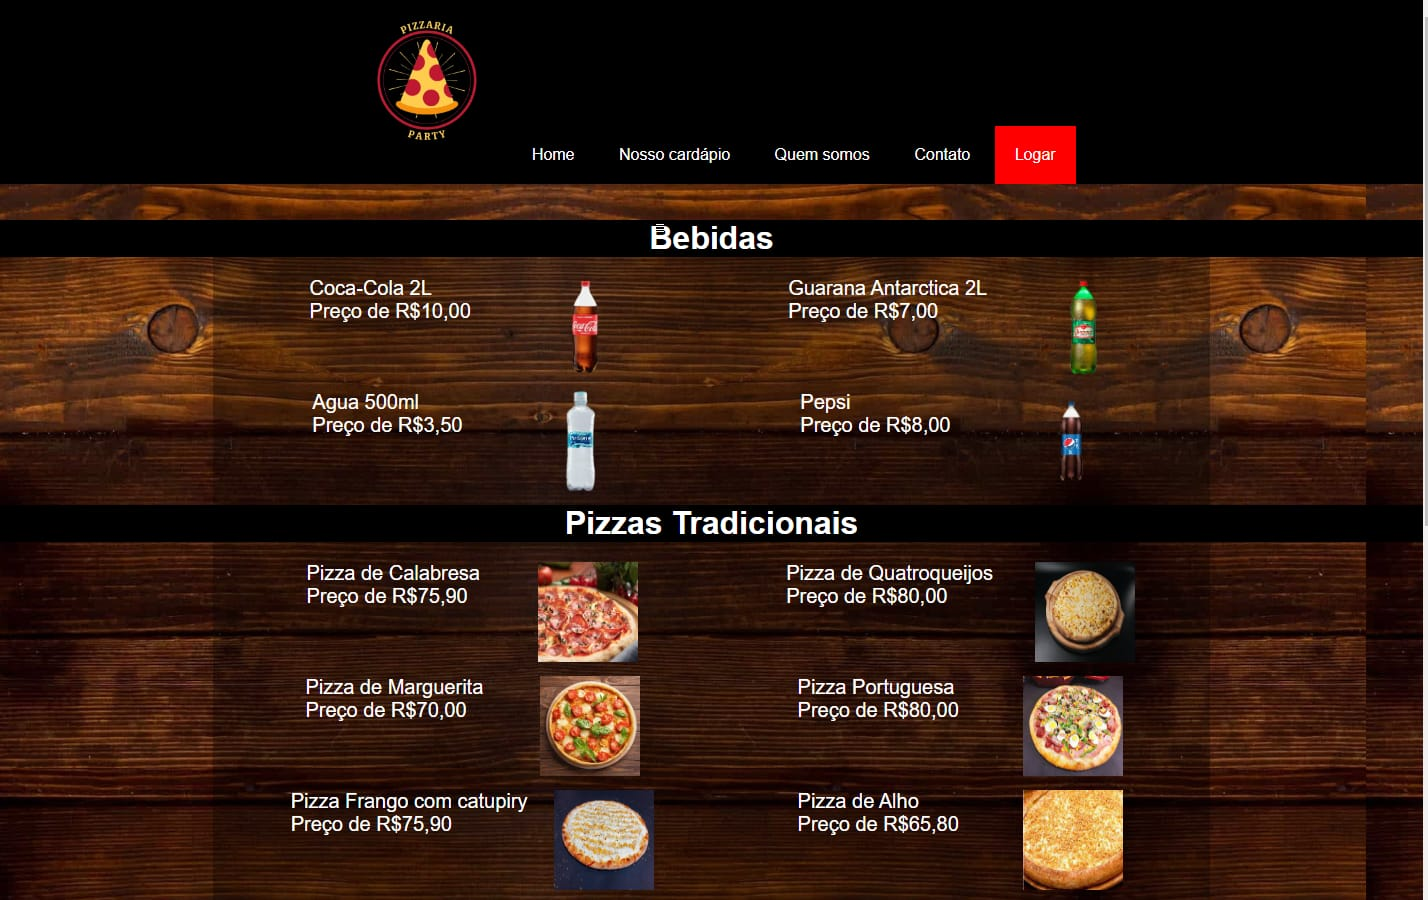 PIZZARIA
PARTY
Home Nosso cardápio Quem somos Contato Logar
Bebidas
Coca-Cola 2L
Preço de R$10,00
Coca-Cola
Guarana Antarctica 2L
Preço de R$7,00
Agua 500ml
Preço de R$3,50
Pepsi
Preço de R$8,00
Pizzas Tradicionais
Pizza de Calabresa
Preço de R$75,90
Pizza de Quatroqueijos
Preço de R$80,00
Pizza de Marguerita
Preço de R$70,00
Pizza Portuguesa
Preço de R$80,00
Pizza Frango com catupiry
Preço de R$75,90
Pizza de Alho
Preço de R$65,80